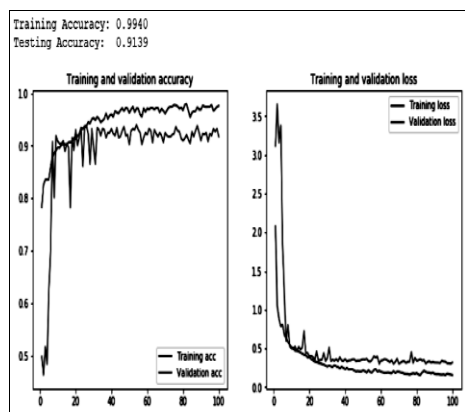 Training Accuracy: 0.9940
Testing Accuracy: 0.9139
Training and validation accuracy
1.0
0.9
0.8
0.7
0.6
0.5
Training acc
Validation acc
0 20 40 60 80 100
Training and validation loss
Training loss
Validation loss
3.5
3.0
2.5
2.0
1.5
1.0
0.5
0.0
0 20 40 60 80 100